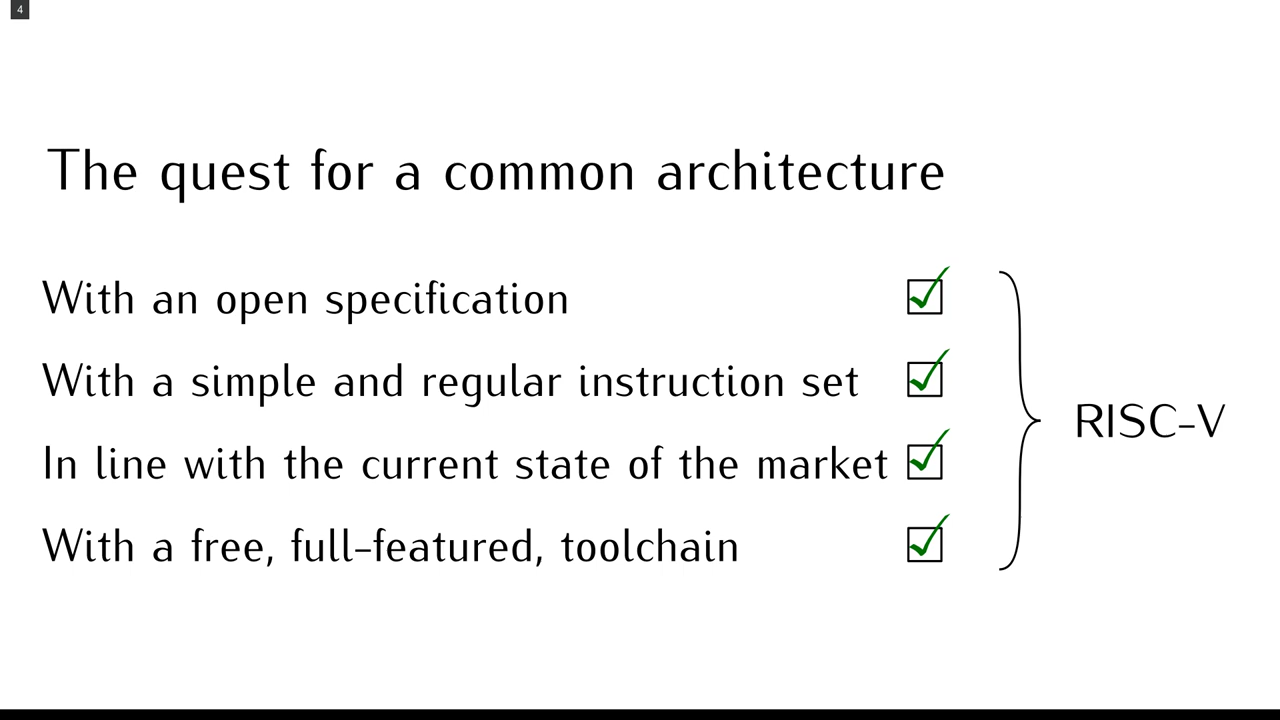 4
The quest for a common architecture
With an open specification
With a simple and regular instruction set
In line with the current state of the market
With a free, full-featured, toolchain
RISC-V